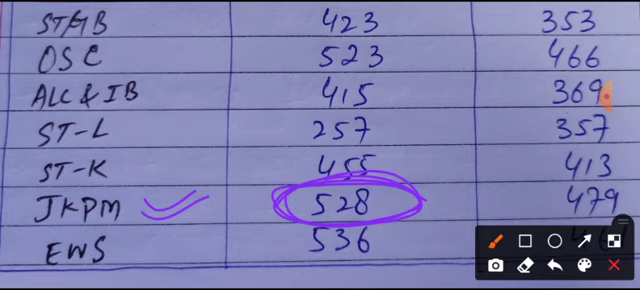 ST/GB 423 353
OSC 523 466
ALC & IB 415 369
ST-L 257 357
ST-K 455 413
JKPM 528 479
EWS 536